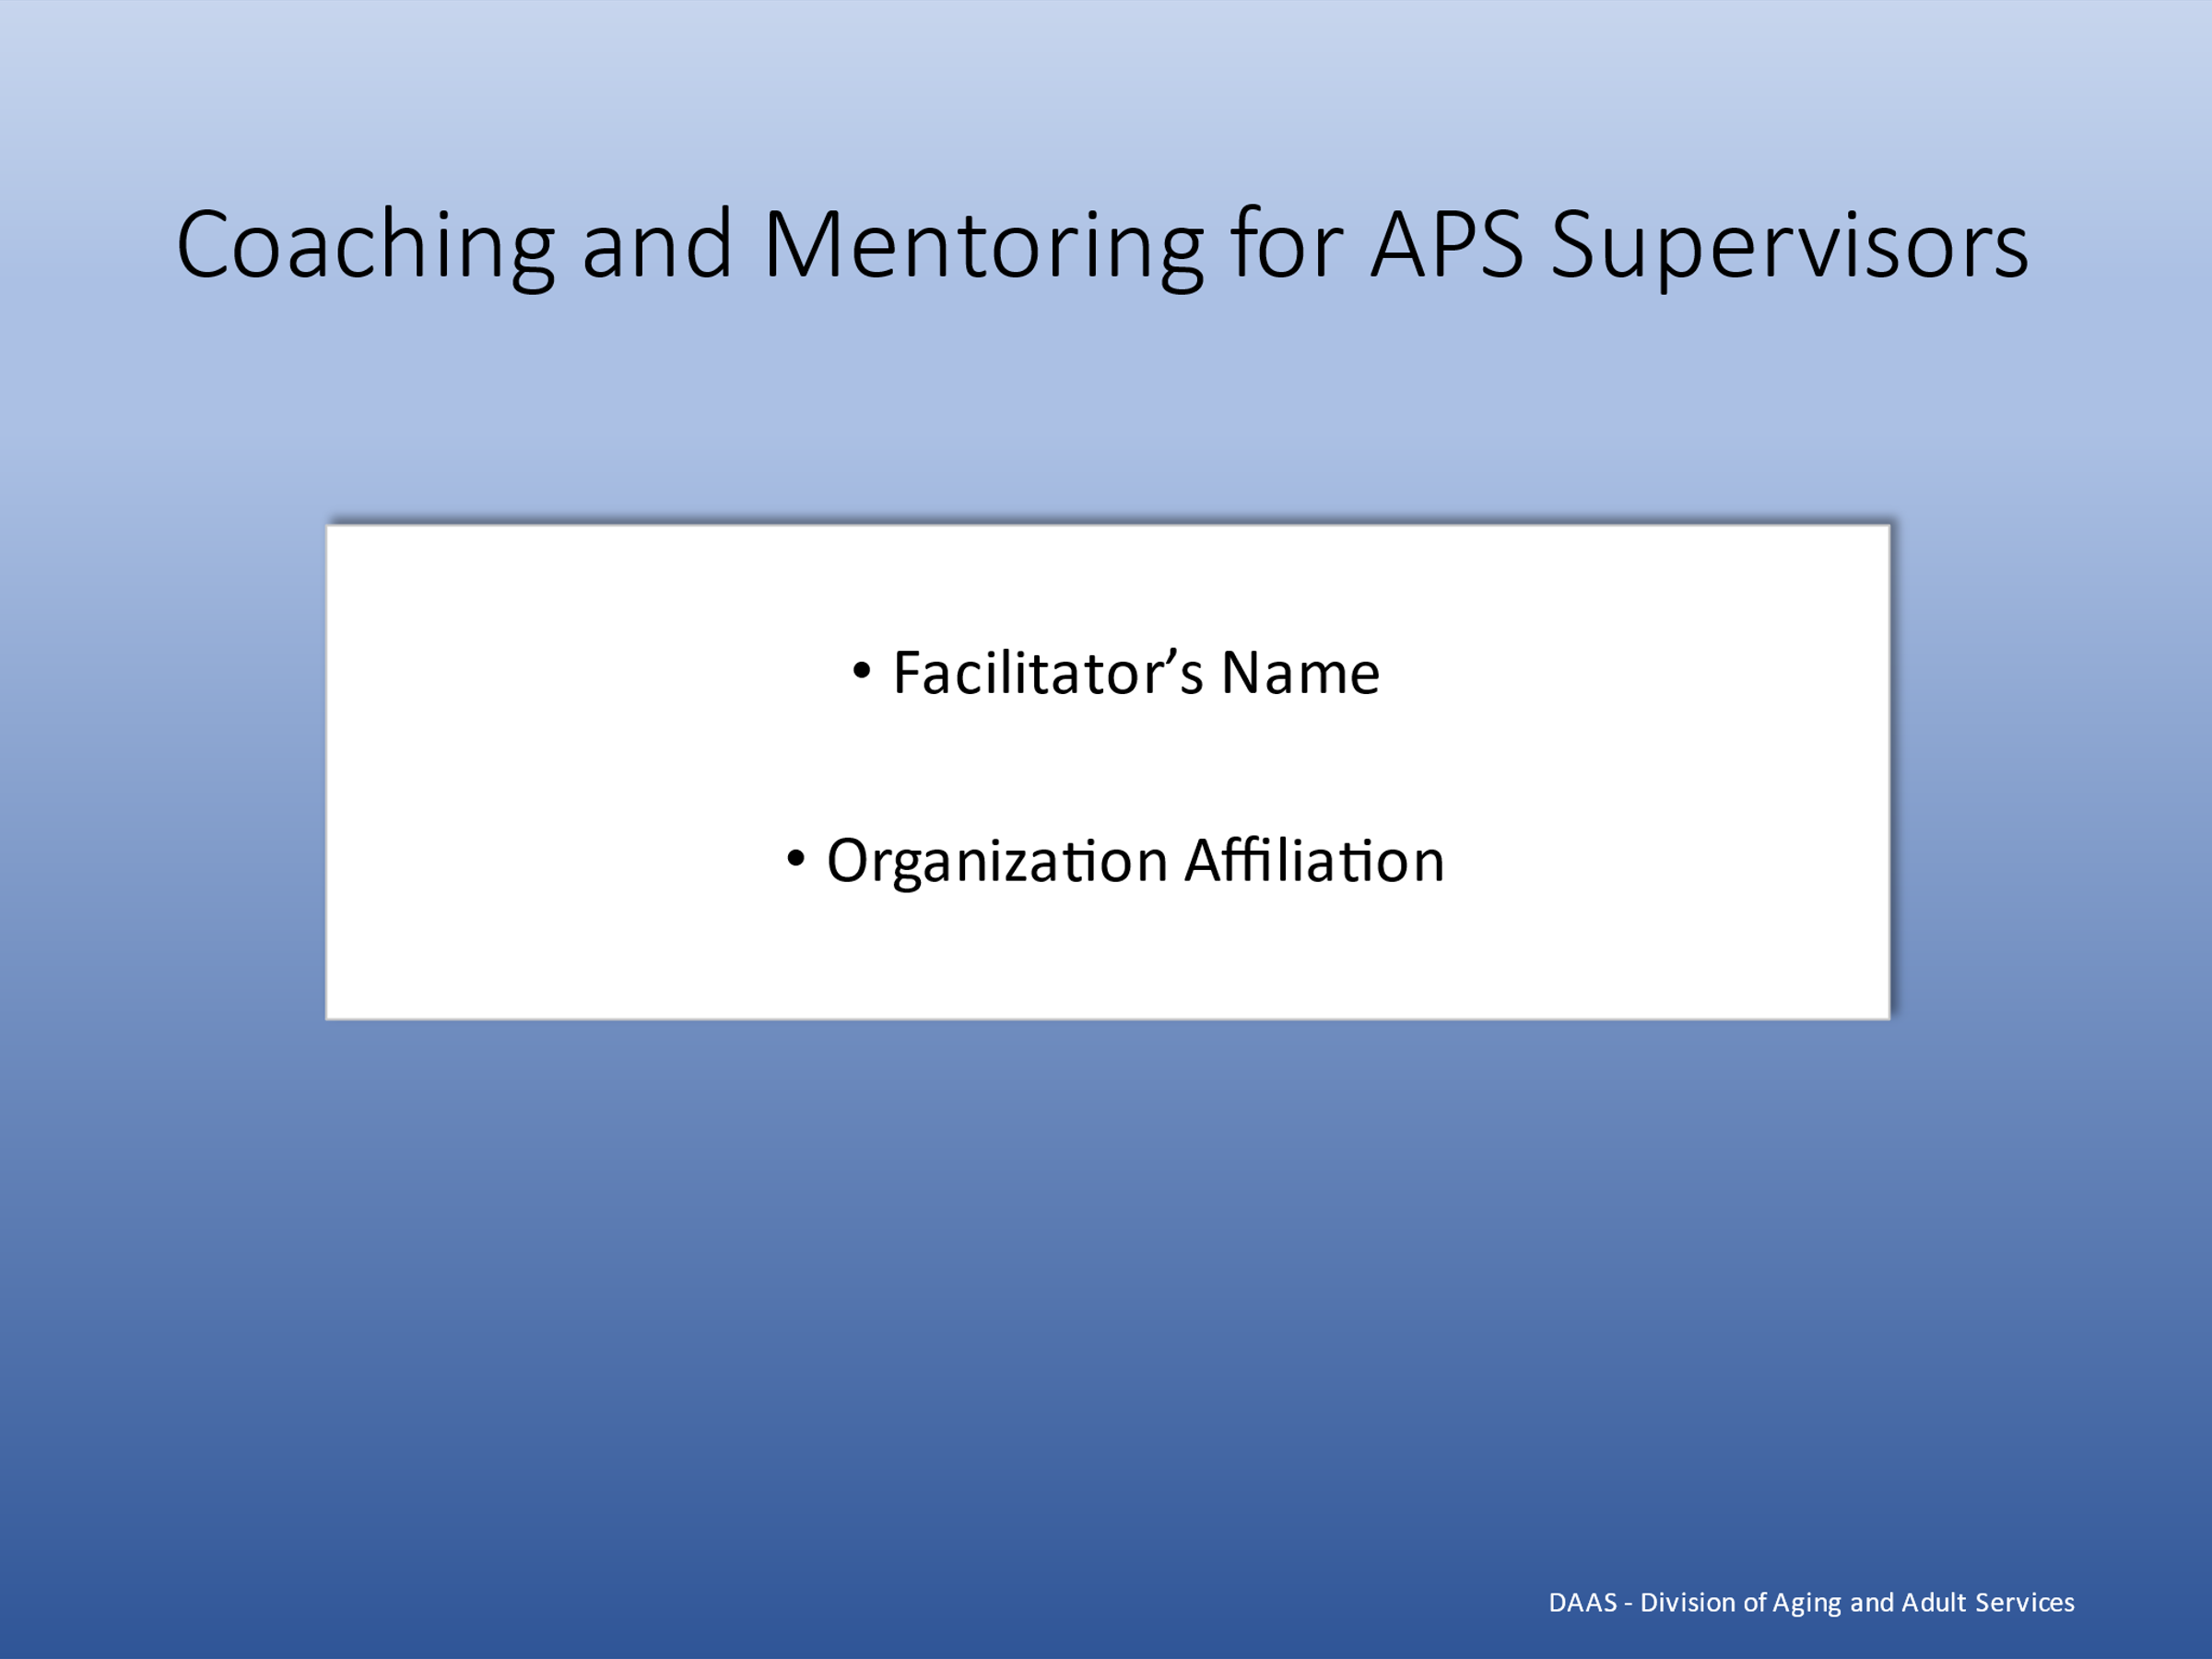 Coaching and Mentoring for APS Supervisors
• Facilitator’s Name
• Organization Affiliation
DAAS - Division of Aging and Adult Services